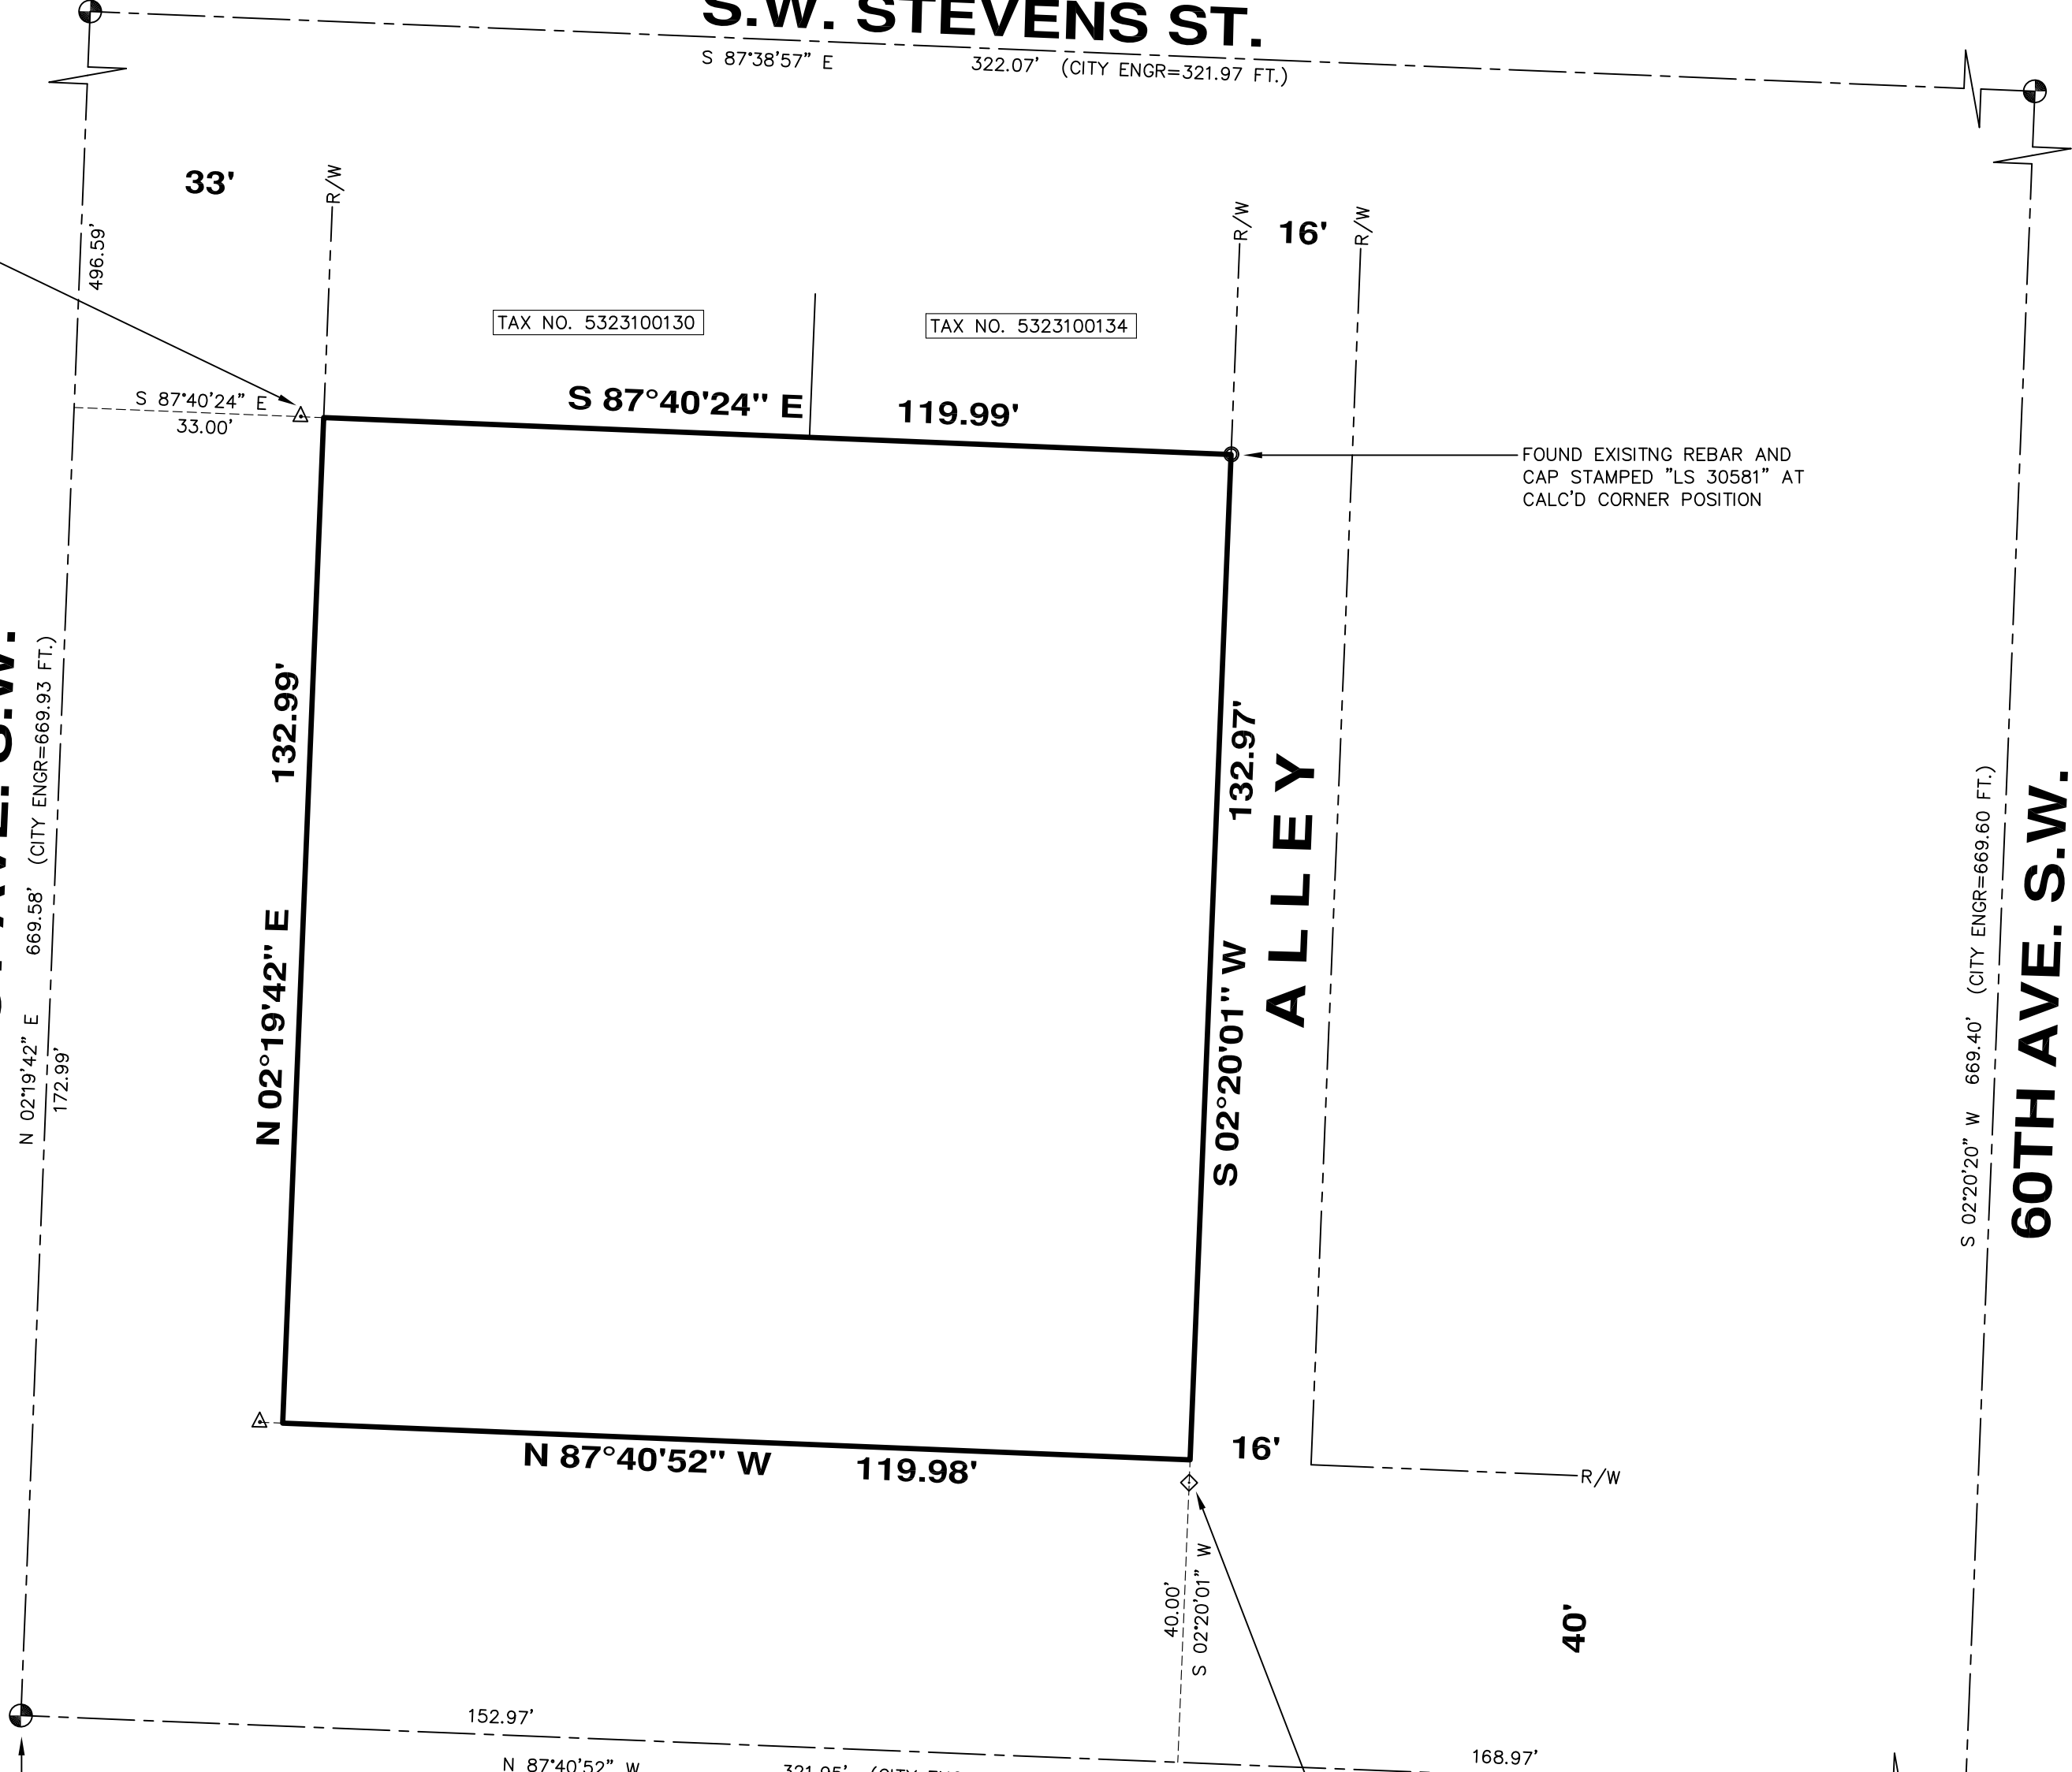 S.W. STEVENS ST.
S 87°38'57" E 322.07' (CITY ENGR=321.97 FT.)
33'
R/W
R/W
16'
R/W
496.59'
TAX NO. 5323100130
TAX NO. 5323100134
S 87°40'24" E
33.00'
S 87°40'24" E 119.99'
FOUND EXISITNG REBAR AND
CAP STAMPED "LS 30581" AT
CALC'D CORNER POSITION
AVE. S.W.
N 02°19'42" E 669.58' (CITY ENGR=669.93 FT.)
172.99'
N 02°19'42" E 132.99'
S 02°20'01" W 132.97'
ALLEY
S 02°20'20" W 669.40' (CITY ENGR=669.60 FT.)
60TH AVE. S.W.
N 87°40'52" W 119.98'
16'
R/W
40.00'
S 02°20'01" W
40'
152.97'
168.97'
N 87°40'52" W 321.95' (CITY